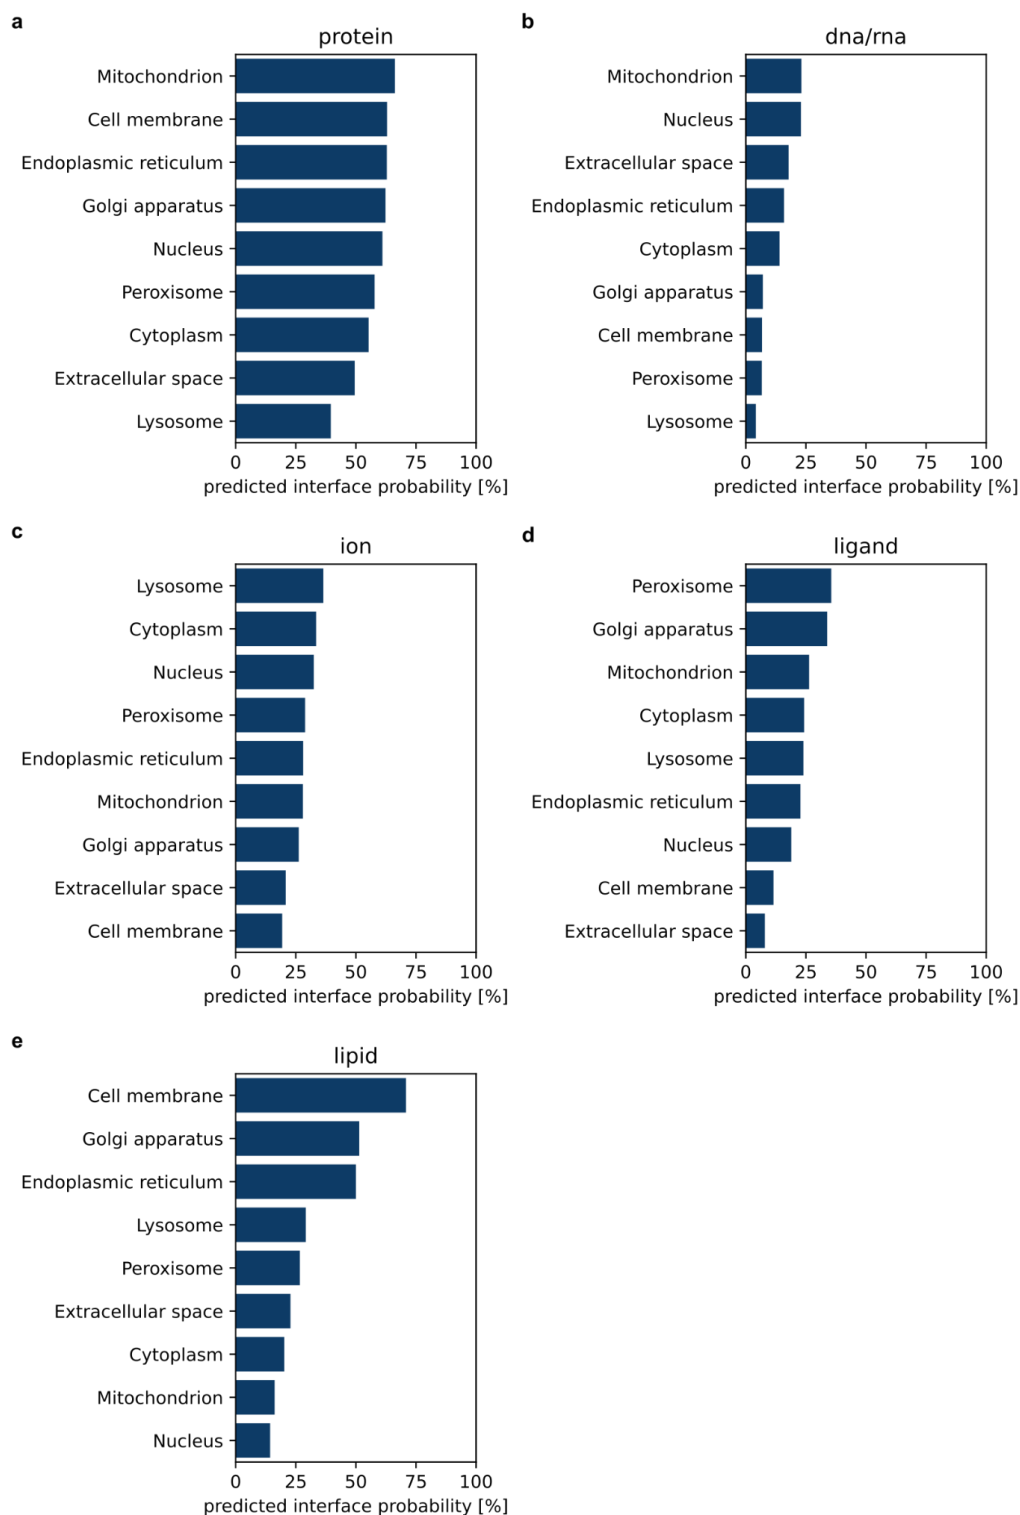 a
protein
Mitochondrion
Cell membrane
Endoplasmic reticulum
Golgi apparatus
Nucleus
Peroxisome
Cytoplasm
Extracellular space
Lysosome
0 25 50 75 100
predicted interface probability [%]
b
dna/rna
Mitochondrion
Nucleus
Extracellular space
Endoplasmic reticulum
Cytoplasm
Golgi apparatus
Cell membrane
Peroxisome
Lysosome
0 25 50 75 100
predicted interface probability [%]
c
ion
Lysosome
Cytoplasm
Nucleus
Peroxisome
Endoplasmic reticulum
Mitochondrion
Golgi apparatus
Extracellular space
Cell membrane
0 25 50 75 100
predicted interface probability [%]
d
ligand
Peroxisome
Golgi apparatus
Mitochondrion
Cytoplasm
Lysosome
Endoplasmic reticulum
Nucleus
Cell membrane
Extracellular space
0 25 50 75 100
predicted interface probability [%]
e
lipid
Cell membrane
Golgi apparatus
Endoplasmic reticulum
Lysosome
Peroxisome
Extracellular space
Cytoplasm
Mitochondrion
Nucleus
0 25 50 75 100
predicted interface probability [%]